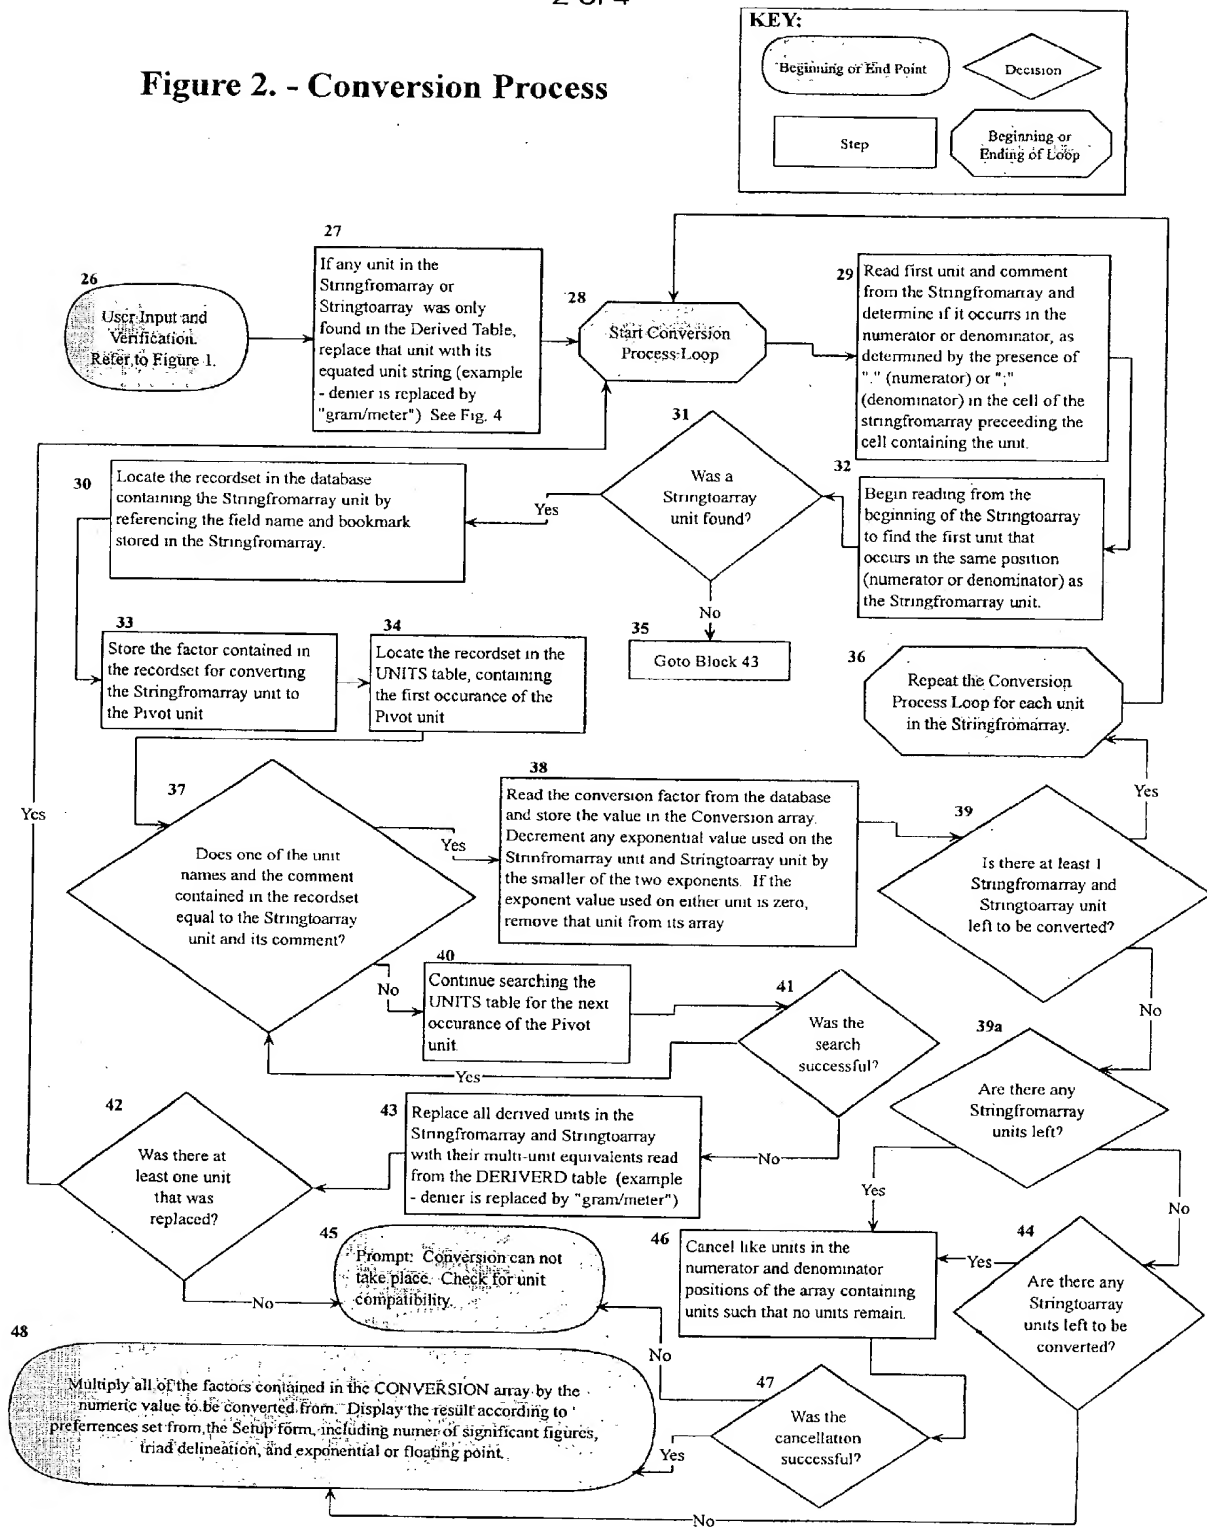 2 of 4
KEY:
Beginning or End Point
Decision
Step
Beginning or
Ending of Loop
Figure 2. - Conversion Process
26
User Input and
Verification.
Refer to Figure 1.
27
If any unit in the
Stringfromarray or
Stringtoarray was only
found in the Derived Table,
replace that unit with its
equated unit string (example
- denier is replaced by
"gram/meter") See Fig. 4
28
Start Conversion
Process Loop
29
Read first unit and comment
from the Stringfromarray and
determine if it occurrs in the
numerator or denominator, as
determined by the presence of
"." (numerator) or ";"
(denominator) in the cell of the
stringfromarray preceeding the
cell containing the unit.
30
Locate the recordset in the database
containing the Stringfromarray unit by
referencing the field name and bookmark
stored in the Stringfromarray.
31
Was a
Stringtoarray
unit found?
Yes
No
32
Begin reading from the
beginning of the Stringtoarray
to find the first unit that
occurs in the same position
(numerator or denominator) as
the Stringfromarray unit.
33
Store the factor contained in
the recordset for converting
the Stringfromarray unit to
the Pivot unit
34
Locate the recordset in the
UNITS table, containing
the first occurance of the
Pivot unit
35
Goto Block 43
36
Repeat the Conversion
Process Loop for each unit
in the Stringfromarray.
37
Does one of the unit
names and the comment
contained in the recordset
equal to the Stringtoarray
unit and its comment?
Yes
No
38
Read the conversion factor from the database
and store the value in the Conversion array.
Decrement any exponential value used on the
Strinfromarray unit and Stringtoarray unit by
the smaller of the two exponents. If the
exponent value used on either unit is zero,
remove that unit from its array
39
Is there at least 1
Stringfromarray and
Stringtoarray unit
left to be converted?
Yes
No
40
Continue searching the
UNITS table for the next
occurance of the Pivot
unit
41
Was the
search
successful?
Yes
No
39a
Are there any
Stringfromarray
units left?
Yes
No
42
Was there at
least one unit
that was
replaced?
Yes
No
43
Replace all derived units in the
Stringfromarray and Stringtoarray
with their multi-unit equivalents read
from the DERIVERD table (example
- denier is replaced by "gram/meter")
44
Are there any
Stringtoarray
units left to be
converted?
Yes
No
45
Prompt: Conversion can not
take place. Check for unit
compatibility.
46
Cancel like units in the
numerator and denominator
positions of the array containing
units such that no units remain.
47
Was the
cancellation
successful?
No
Yes
48
Multiply all of the factors contained in the CONVERSION array by the
numeric value to be converted from. Display the result according to
preferrences set from the Setup form, including numer of significant figures,
triad delineation, and exponential or floating point.